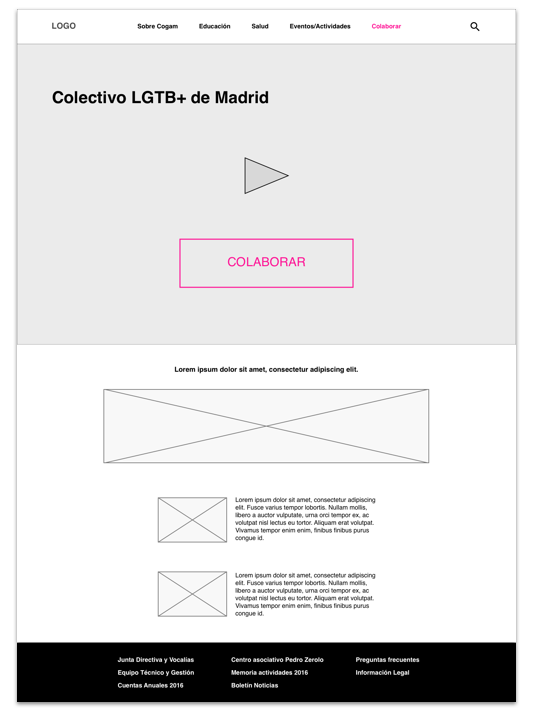 LOGO
Sobre Cogam
Educación
Salud
Eventos/Actividades
Colaborar
Colectivo LGTB+ de Madrid
COLABORAR
Lorem ipsum dolor sit amet, consectetur adipiscing elit.
Lorem ipsum dolor sit amet, consectetur adipiscing
elit. Fusce varius tempor lobortis. Nullam mollis,
libero a auctor vulputate, urna orci tempor ex, ac
volutpat nisl lectus eu tortor. Aliquam erat volutpat.
Vivamus tempor enim enim, finibus finibus purus
congue id.
Lorem ipsum dolor sit amet, consectetur adipiscing
elit. Fusce varius tempor lobortis. Nullam mollis,
libero a auctor vulputate, urna orci tempor ex, ac
volutpat nisl lectus eu tortor. Aliquam erat volutpat.
Vivamus tempor enim enim, finibus finibus purus
congue id.
Junta Directiva y Vocalías
Equipo Técnico y Gestión
Cuentas Anuales 2016
Centro asociativo Pedro Zerolo
Memoria actividades 2016
Boletín Noticias
Preguntas frecuentes
Información Legal